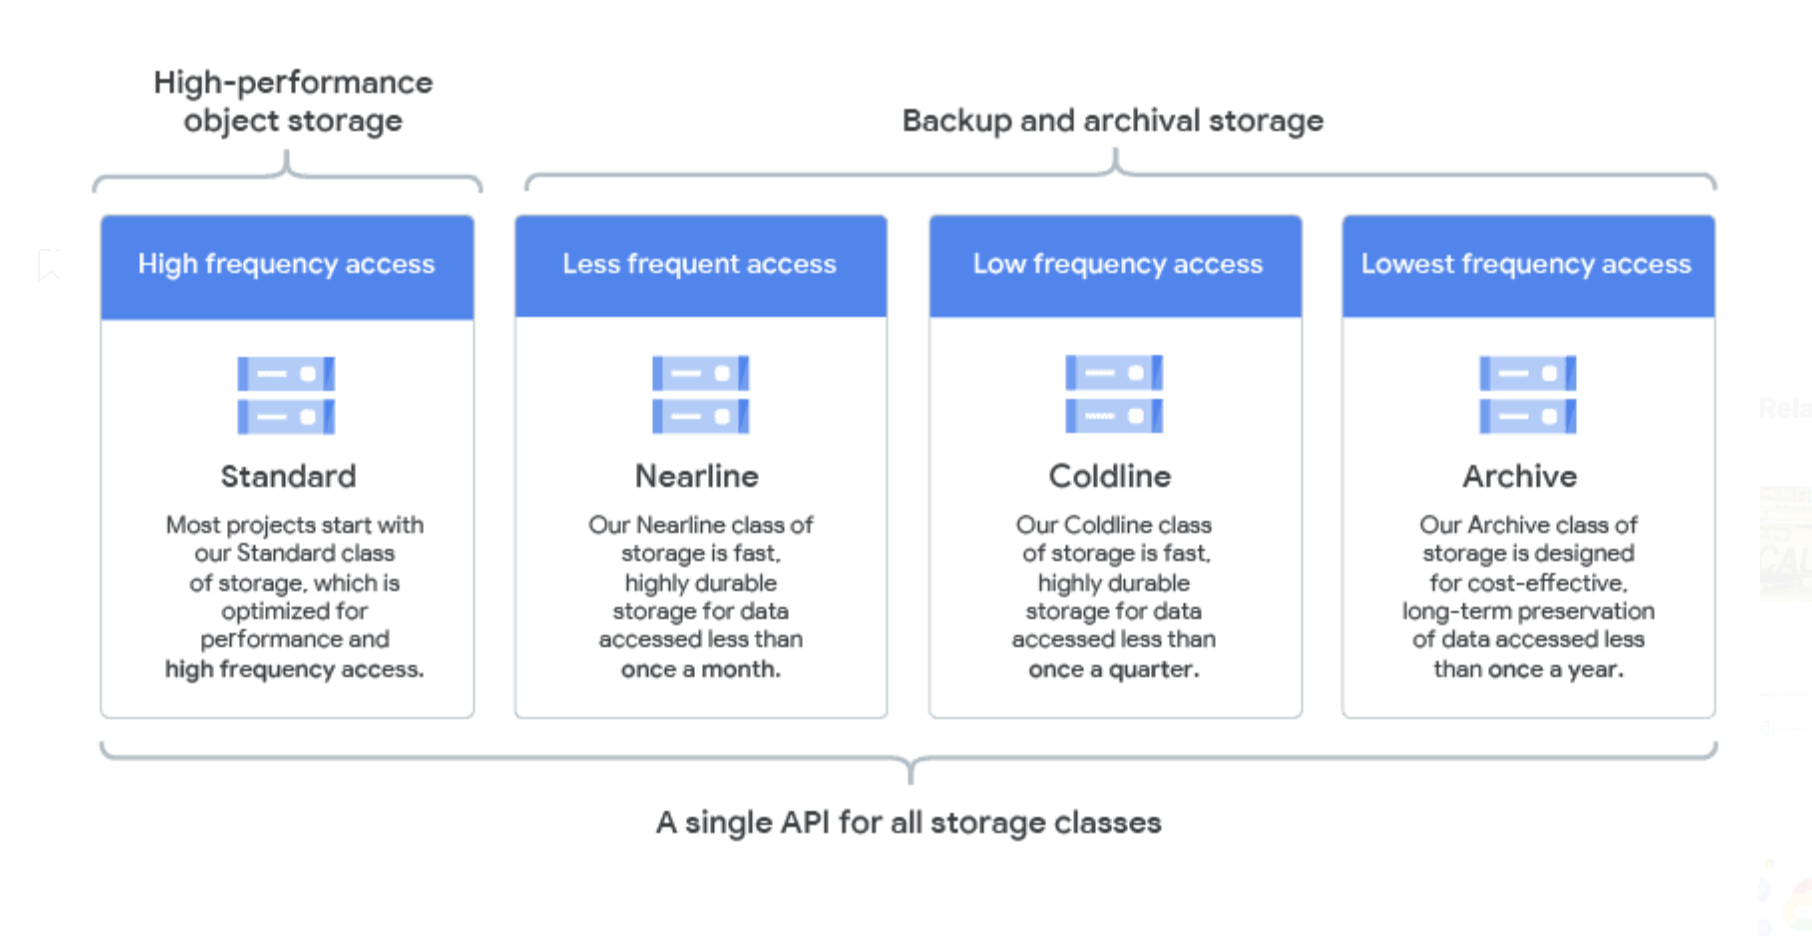 High-performance
object storage
Backup and archival storage
High frequency access
Standard
Most projects start with
our Standard class
of storage, which is
optimized for
performance and
high frequency access.
Less frequent access
Nearline
Our Nearline class of
storage is fast,
highly durable
storage for data
accessed less than
once a month.
Low frequency access
Coldline
Our Coldline class
of storage is fast,
highly durable
storage for data
accessed less than
once a quarter.
Lowest frequency access
Archive
Our Archive class of
storage is designed
for cost-effective,
long-term preservation
of data accessed less
than once a year.
A single API for all storage classes